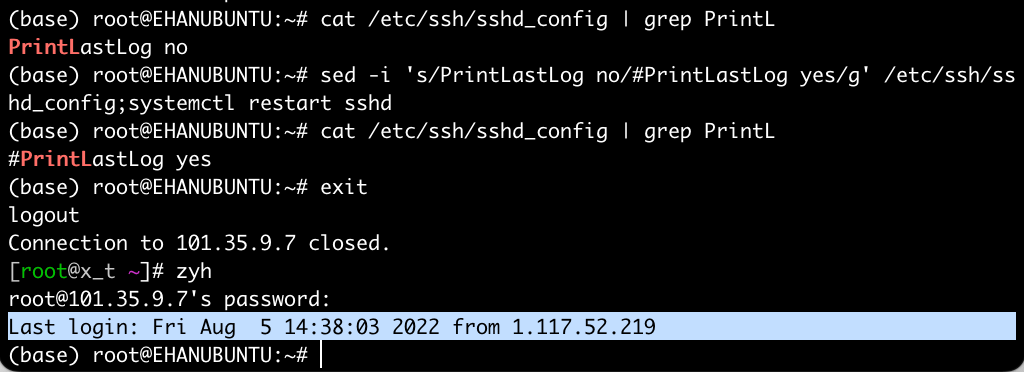 (base) root@EHANUBUNTU:~# cat /etc/ssh/sshd_config | grep PrintL
PrintLastLog no
(base) root@EHANUBUNTU:~# sed -i 's/PrintLastLog no/#PrintLastLog yes/g' /etc/ssh/ss
hd_config;systemctl restart sshd
(base) root@EHANUBUNTU:~# cat /etc/ssh/sshd_config | grep PrintL
#PrintLastLog yes
(base) root@EHANUBUNTU:~# exit
logout
Connection to 101.35.9.7 closed.
[root@x_t ~]# zyh
root@101.35.9.7's password:
Last login: Fri Aug  5 14:38:03 2022 from 1.117.52.219
(base) root@EHANUBUNTU:~#